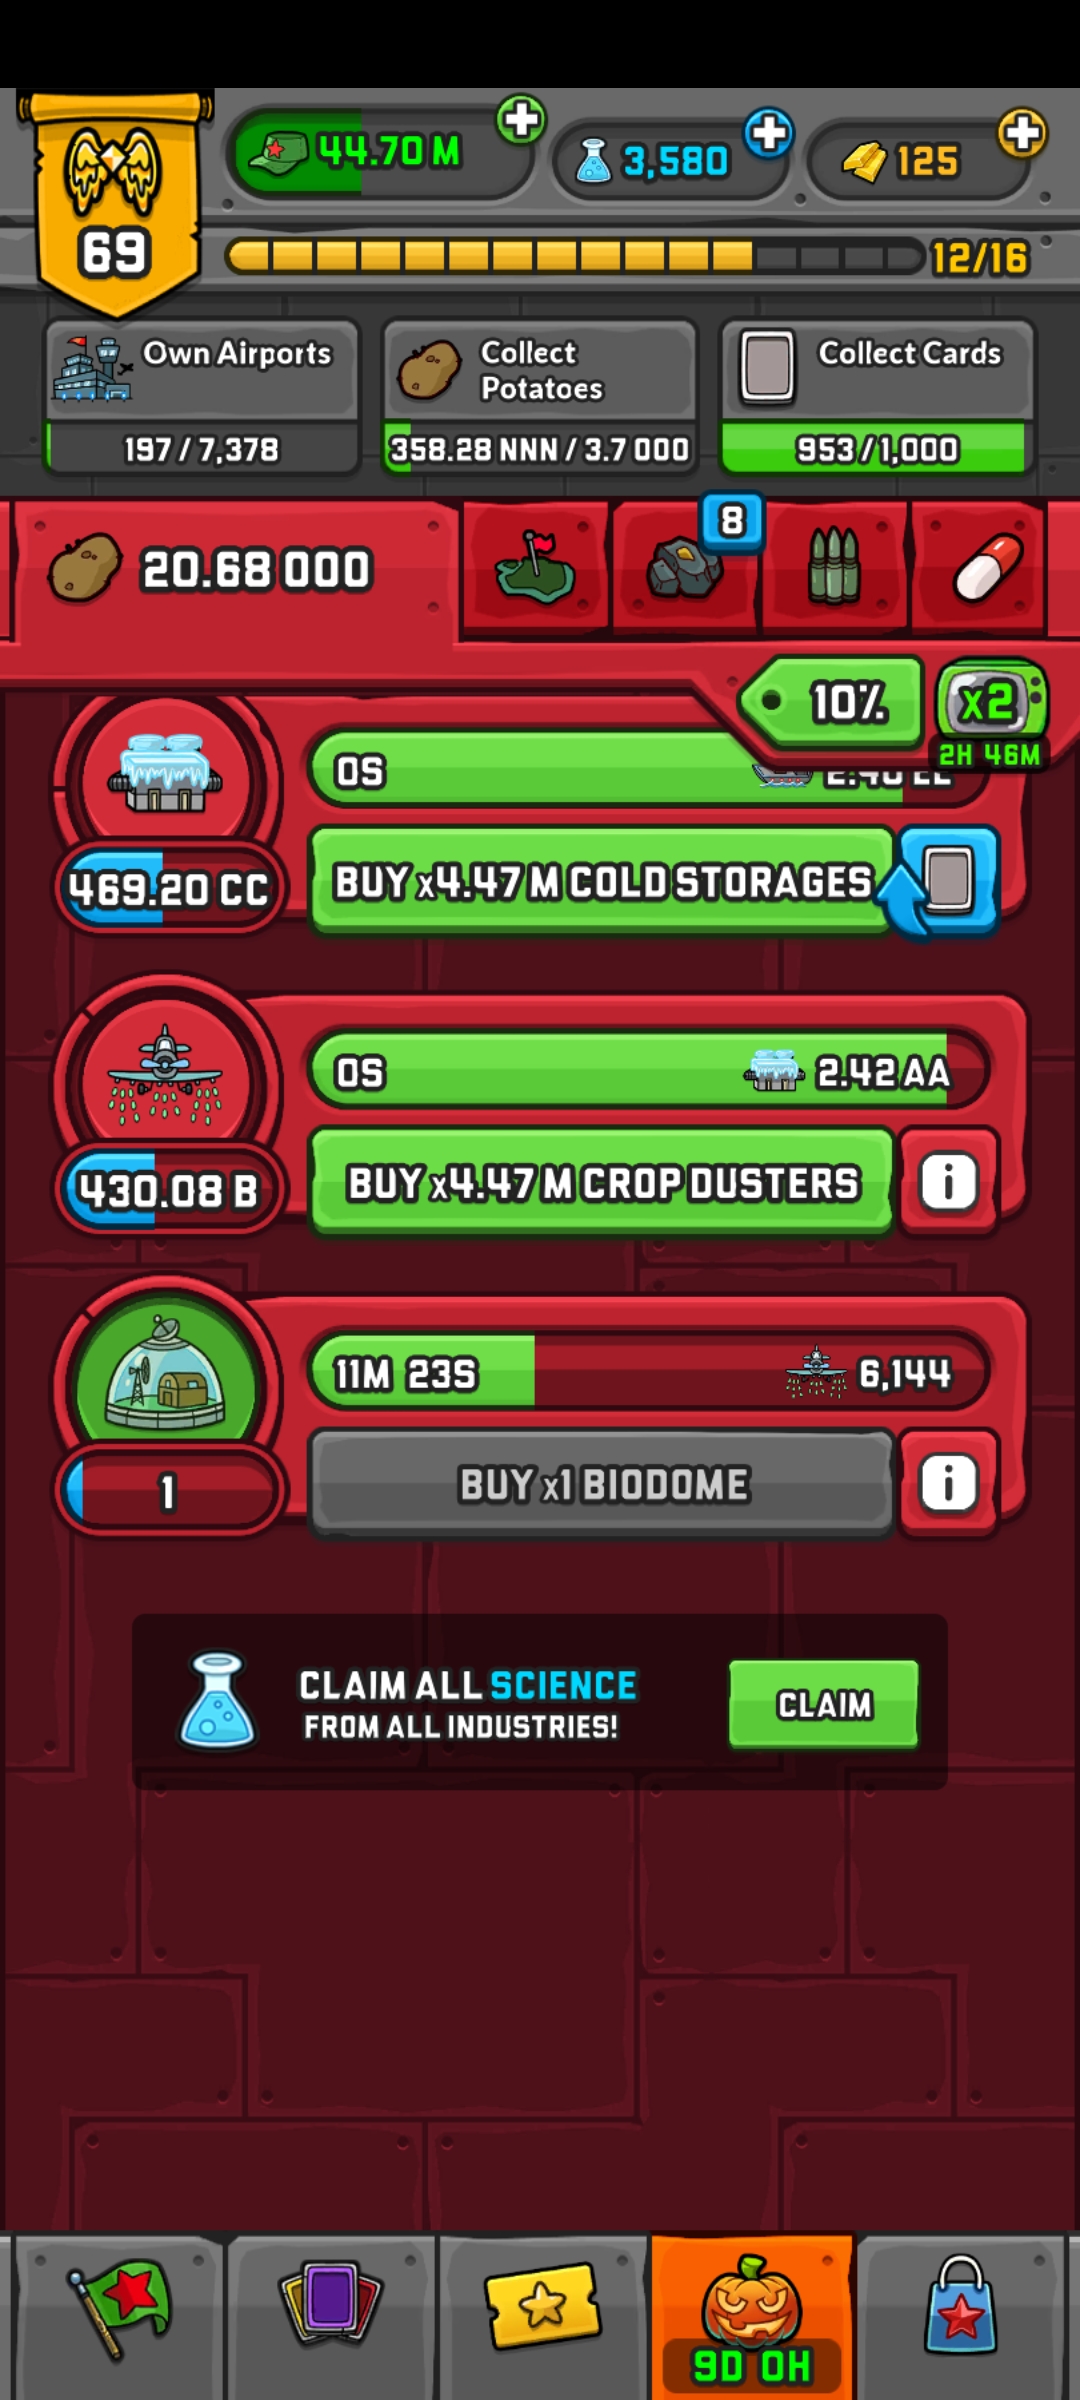 44.70 M
3,580
125
69
12/16
Own Airports
197 / 7,378
Collect
Potatoes
358.28 NNN / 3.7 OOO
Collect Cards
953 / 1,000
20.68 OOO
8
10%
x2
2H 46M
0S
469.20 CC
BUY x4.47 M COLD STORAGES
0S
2.42 AA
430.08 B
BUY x4.47 M CROP DUSTERS
11M 23S
6,144
1
BUY x1 BIODOME
CLAIM ALL SCIENCE
FROM ALL INDUSTRIES!
CLAIM
9D 0H